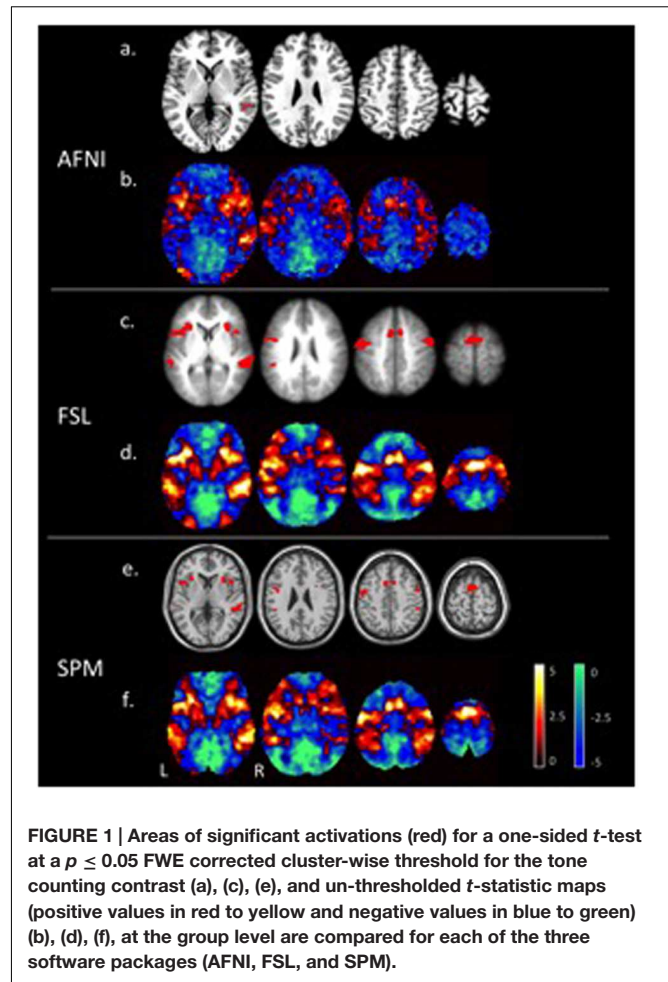 a.
AFNI
b.
c.
FSL
d.
e.
SPM
f.
L R
5
2.5
0
0
-2.5
-5
FIGURE 1 | Areas of significant activations (red) for a one-sided t-test
at a p ≤ 0.05 FWE corrected cluster-wise threshold for the tone
counting contrast (a), (c), (e), and un-thresholded t-statistic maps
(positive values in red to yellow and negative values in blue to green)
(b), (d), (f), at the group level are compared for each of the three
software packages (AFNI, FSL, and SPM).